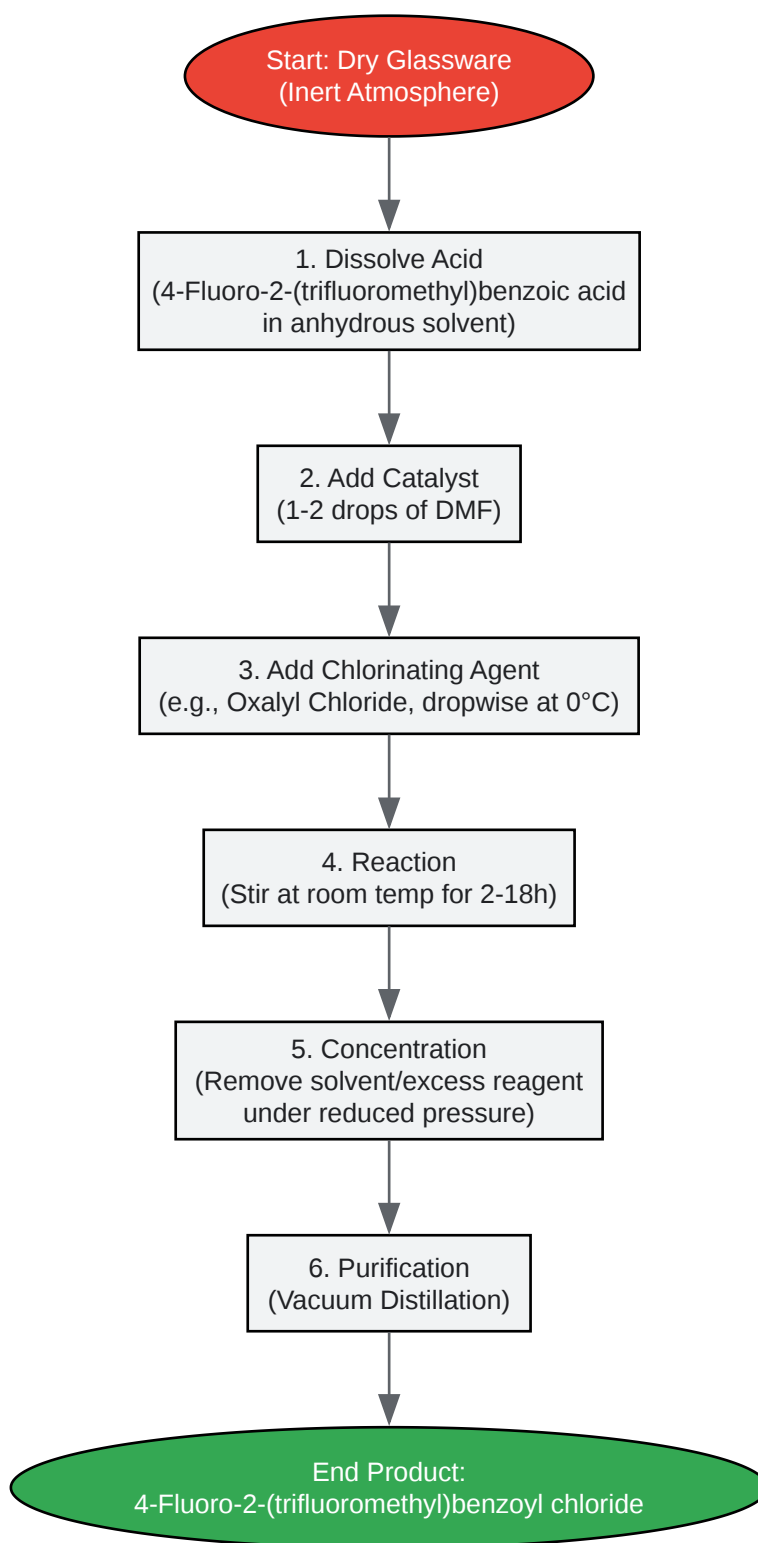 Start: Dry Glassware
(Inert Atmosphere)
1. Dissolve Acid
(4-Fluoro-2-(trifluoromethyl)benzoic acid
in anhydrous solvent)
2. Add Catalyst
(1-2 drops of DMF)
3. Add Chlorinating Agent
(e.g., Oxalyl Chloride, dropwise at 0°C)
4. Reaction
(Stir at room temp for 2-18h)
5. Concentration
(Remove solvent/excess reagent
under reduced pressure)
6. Purification
(Vacuum Distillation)
End Product:
4-Fluoro-2-(trifluoromethyl)benzoyl chloride